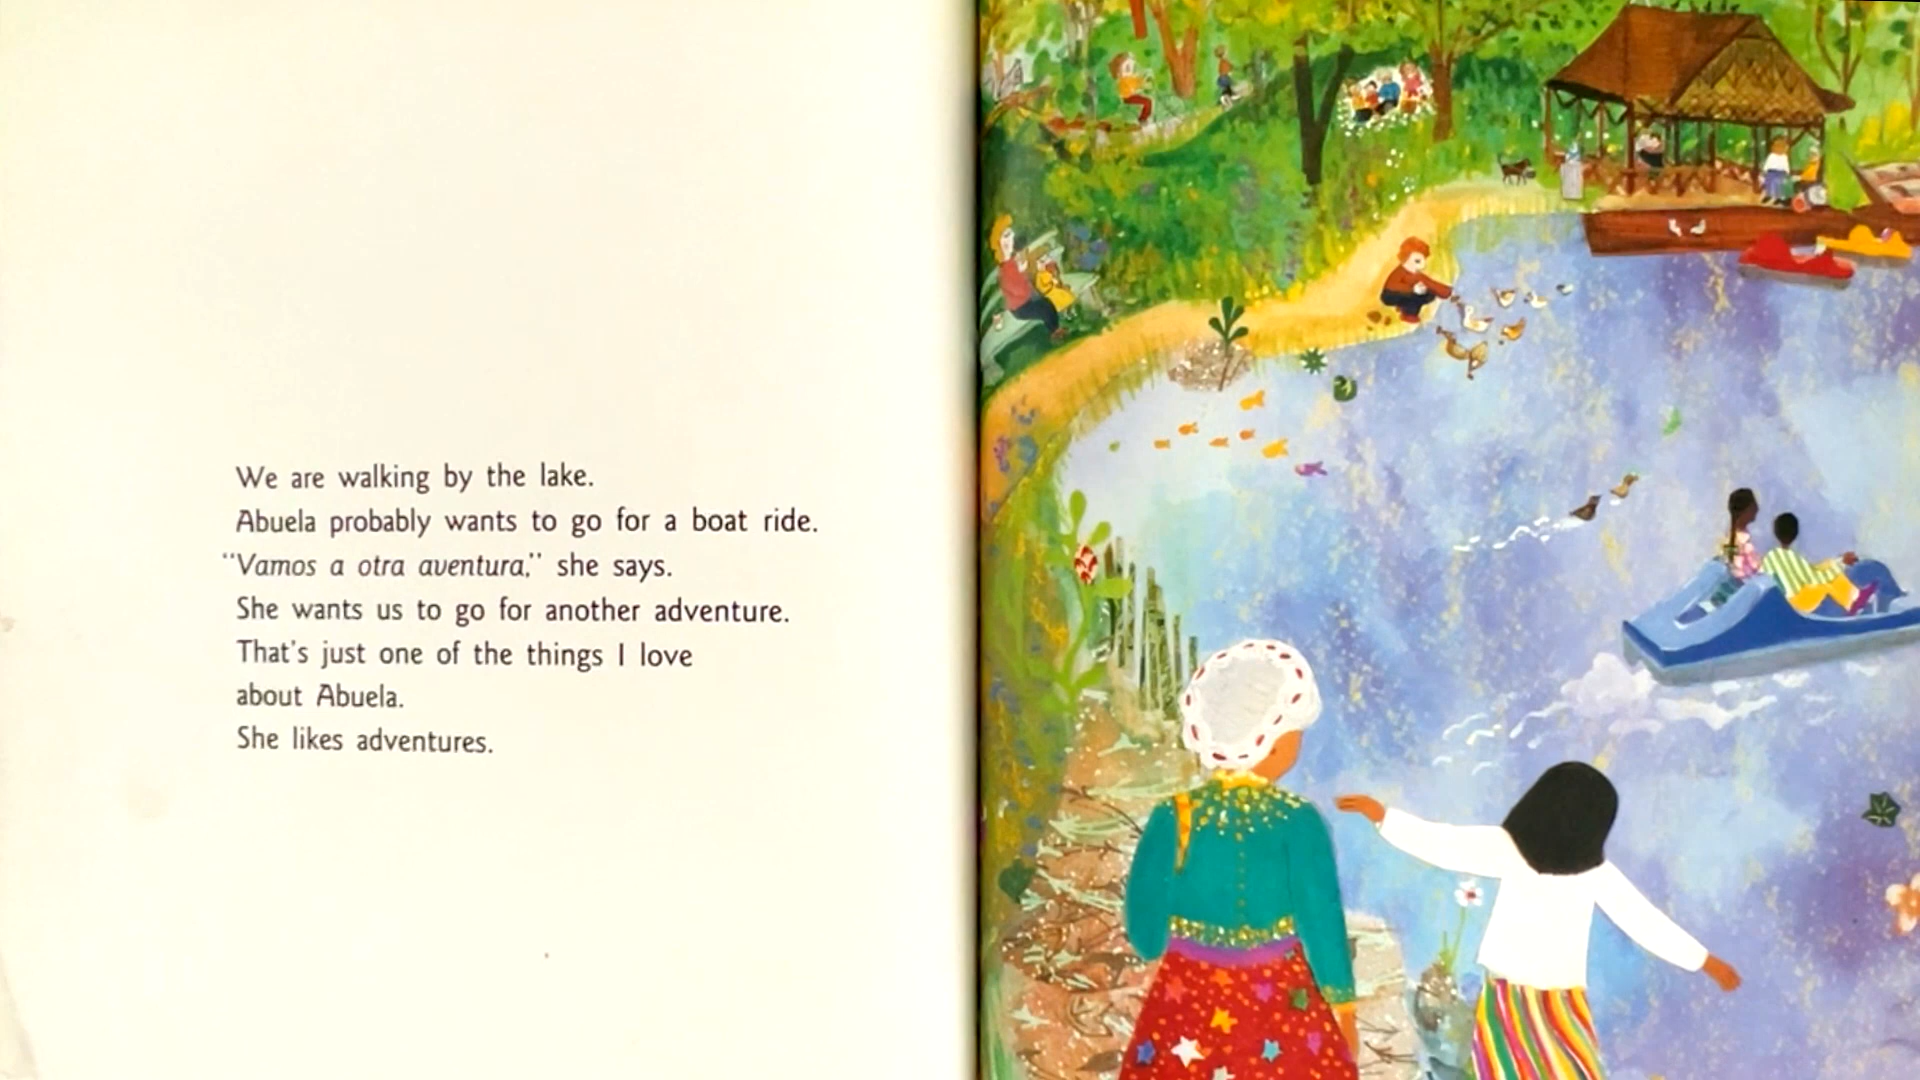 We are walking by the lake.
Abuela probably wants to go for a boat ride.
"Vamos a otra aventura," she says.
She wants us to go for another adventure.
That's just one of the things I love
about Abuela.
She likes adventures.